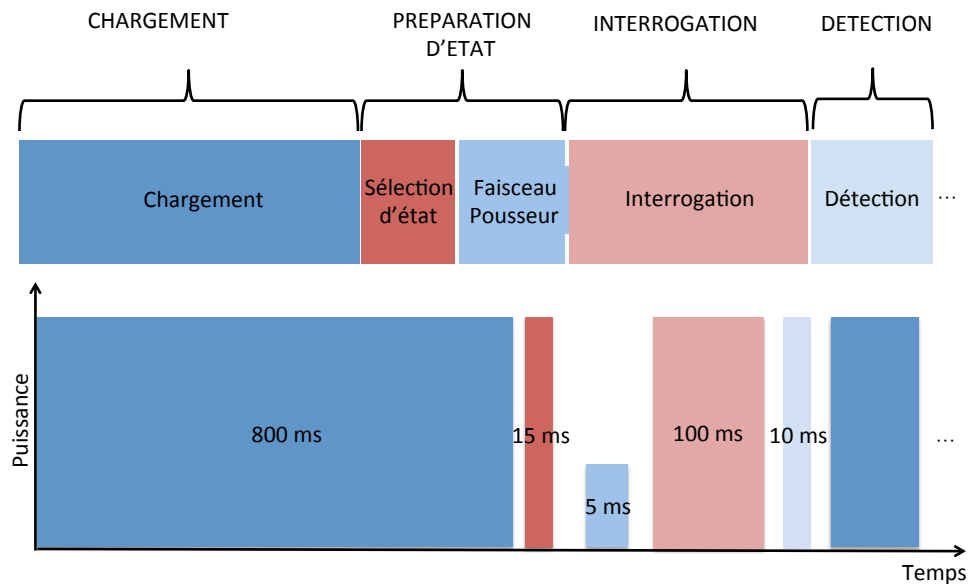 CHARGEMENT
PREPARATION
D'ETAT
INTERROGATION
DETECTION
Chargement
Sélection
d'état
Faisceau
Pousseur
Interrogation
Détection
...
Puissance
800 ms
15 ms
5 ms
100 ms
10 ms
...
Temps